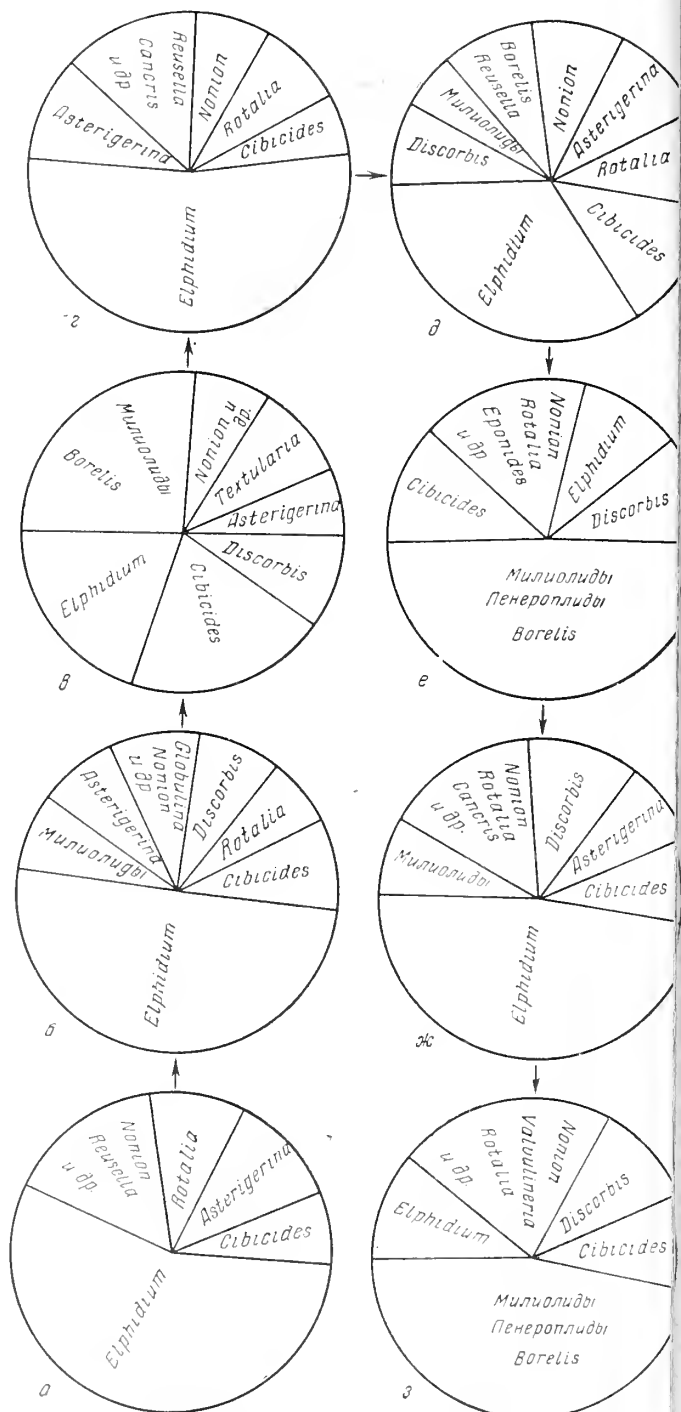 Asterigerina
Reusella
Cancris
и др
Nonion
Rotalia
Cibicides
Elphidium
г
Discorbis
Милиолиды
Borelis
Reusella
Nonion
Asterigerina
Rotalia
Cibicides
Elphidium
д
Borelis
Милиолиды
Nonion и
др.
Textularia
Asterigerina
Discorbis
Cibicides
Elphidium
в
Cibicides
Nonion
Rotalia
Eponides
и др
Elphidium
Discorbis
Милиолиды
Пенероплиды
Borelis
е
Милиолиды
Asterigerina
Globulina
Nonion
и др
Discorbis
Rotalia
Cibicides
Elphidium
б
Милиолиды
Nonion
Rotalia
Cancris
и др.
Discorbis
Asterigerina
Cibicides
Elphidium
ж
Nonion
Reusella
и др.
Rotalia
Asterigerina
Cibicides
Elphidium
а
Elphidium
Nonion
Valvulineria
Rotalia
и др.
Discorbis
Cibicides
Милиолиды
Пенероплиды
Borelis
з